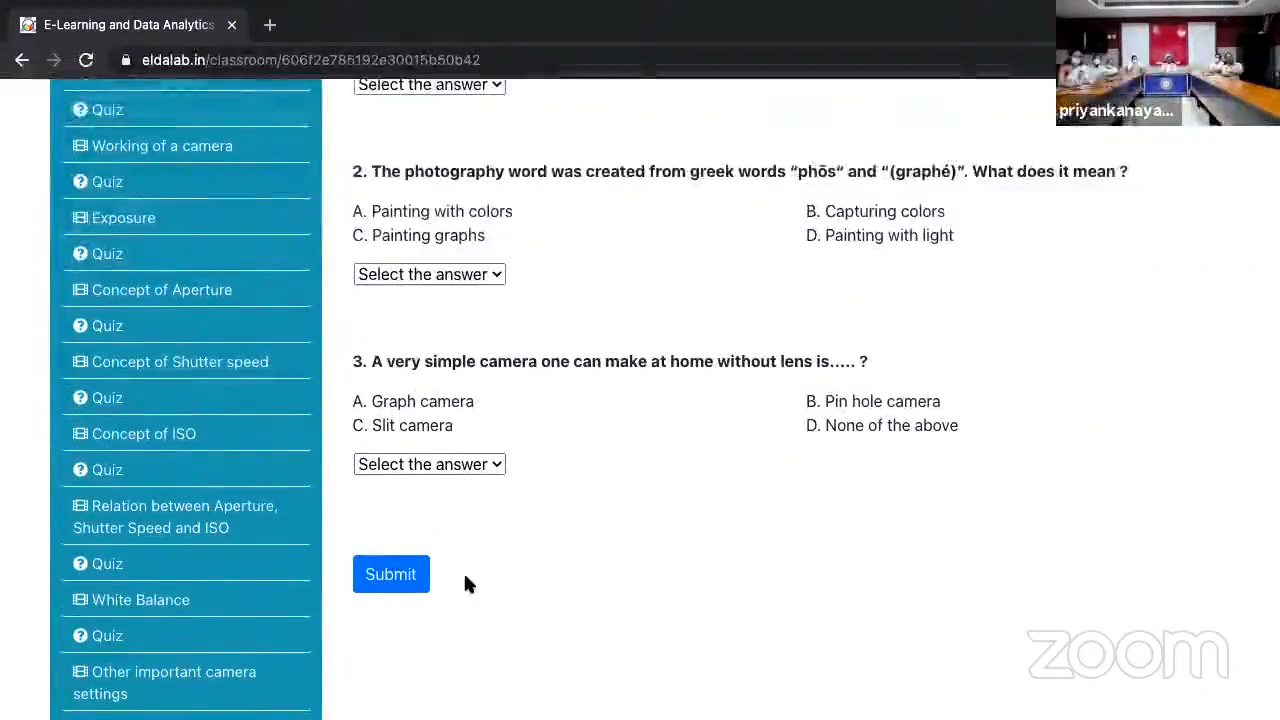 E-Learning and Data Analytics
eldalab.in/classroom/606f2e785192e30015b50b42
priyankanaya...
Quiz
Working of a camera
Quiz
Exposure
Quiz
Concept of Aperture
Quiz
Concept of Shutter speed
Quiz
Concept of ISO
Quiz
Relation between Aperture,
Shutter Speed and ISO
Quiz
White Balance
Quiz
Other important camera
settings
Select the answer
2. The photography word was created from greek words “phōs“ and “(graphé)”. What does it mean ?
A. Painting with colors
B. Capturing colors
C. Painting graphs
D. Painting with light
Select the answer
3. A very simple camera one can make at home without lens is..... ?
A. Graph camera
B. Pin hole camera
C. Slit camera
D. None of the above
Select the answer
Submit
zoom